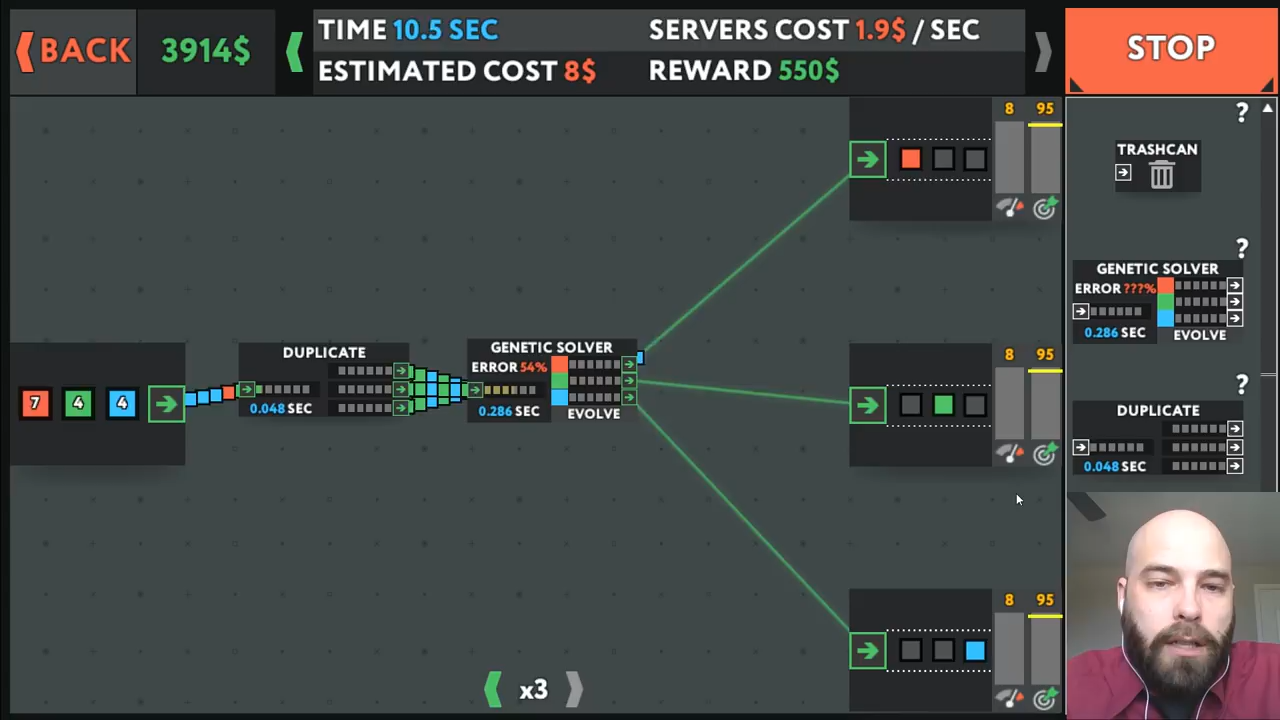 BACK
3914$
TIME 10.5 SEC
SERVERS COST 1.9$ / SEC
ESTIMATED COST 8$
REWARD 550$
STOP
8 95
?
TRASHCAN
?
GENETIC SOLVER
ERROR ???%
0.286 SEC
EVOLVE
7 4 4
DUPLICATE
0.048 SEC
GENETIC SOLVER
ERROR 54%
0.286 SEC
EVOLVE
8 95
?
DUPLICATE
0.048 SEC
8 95
x3